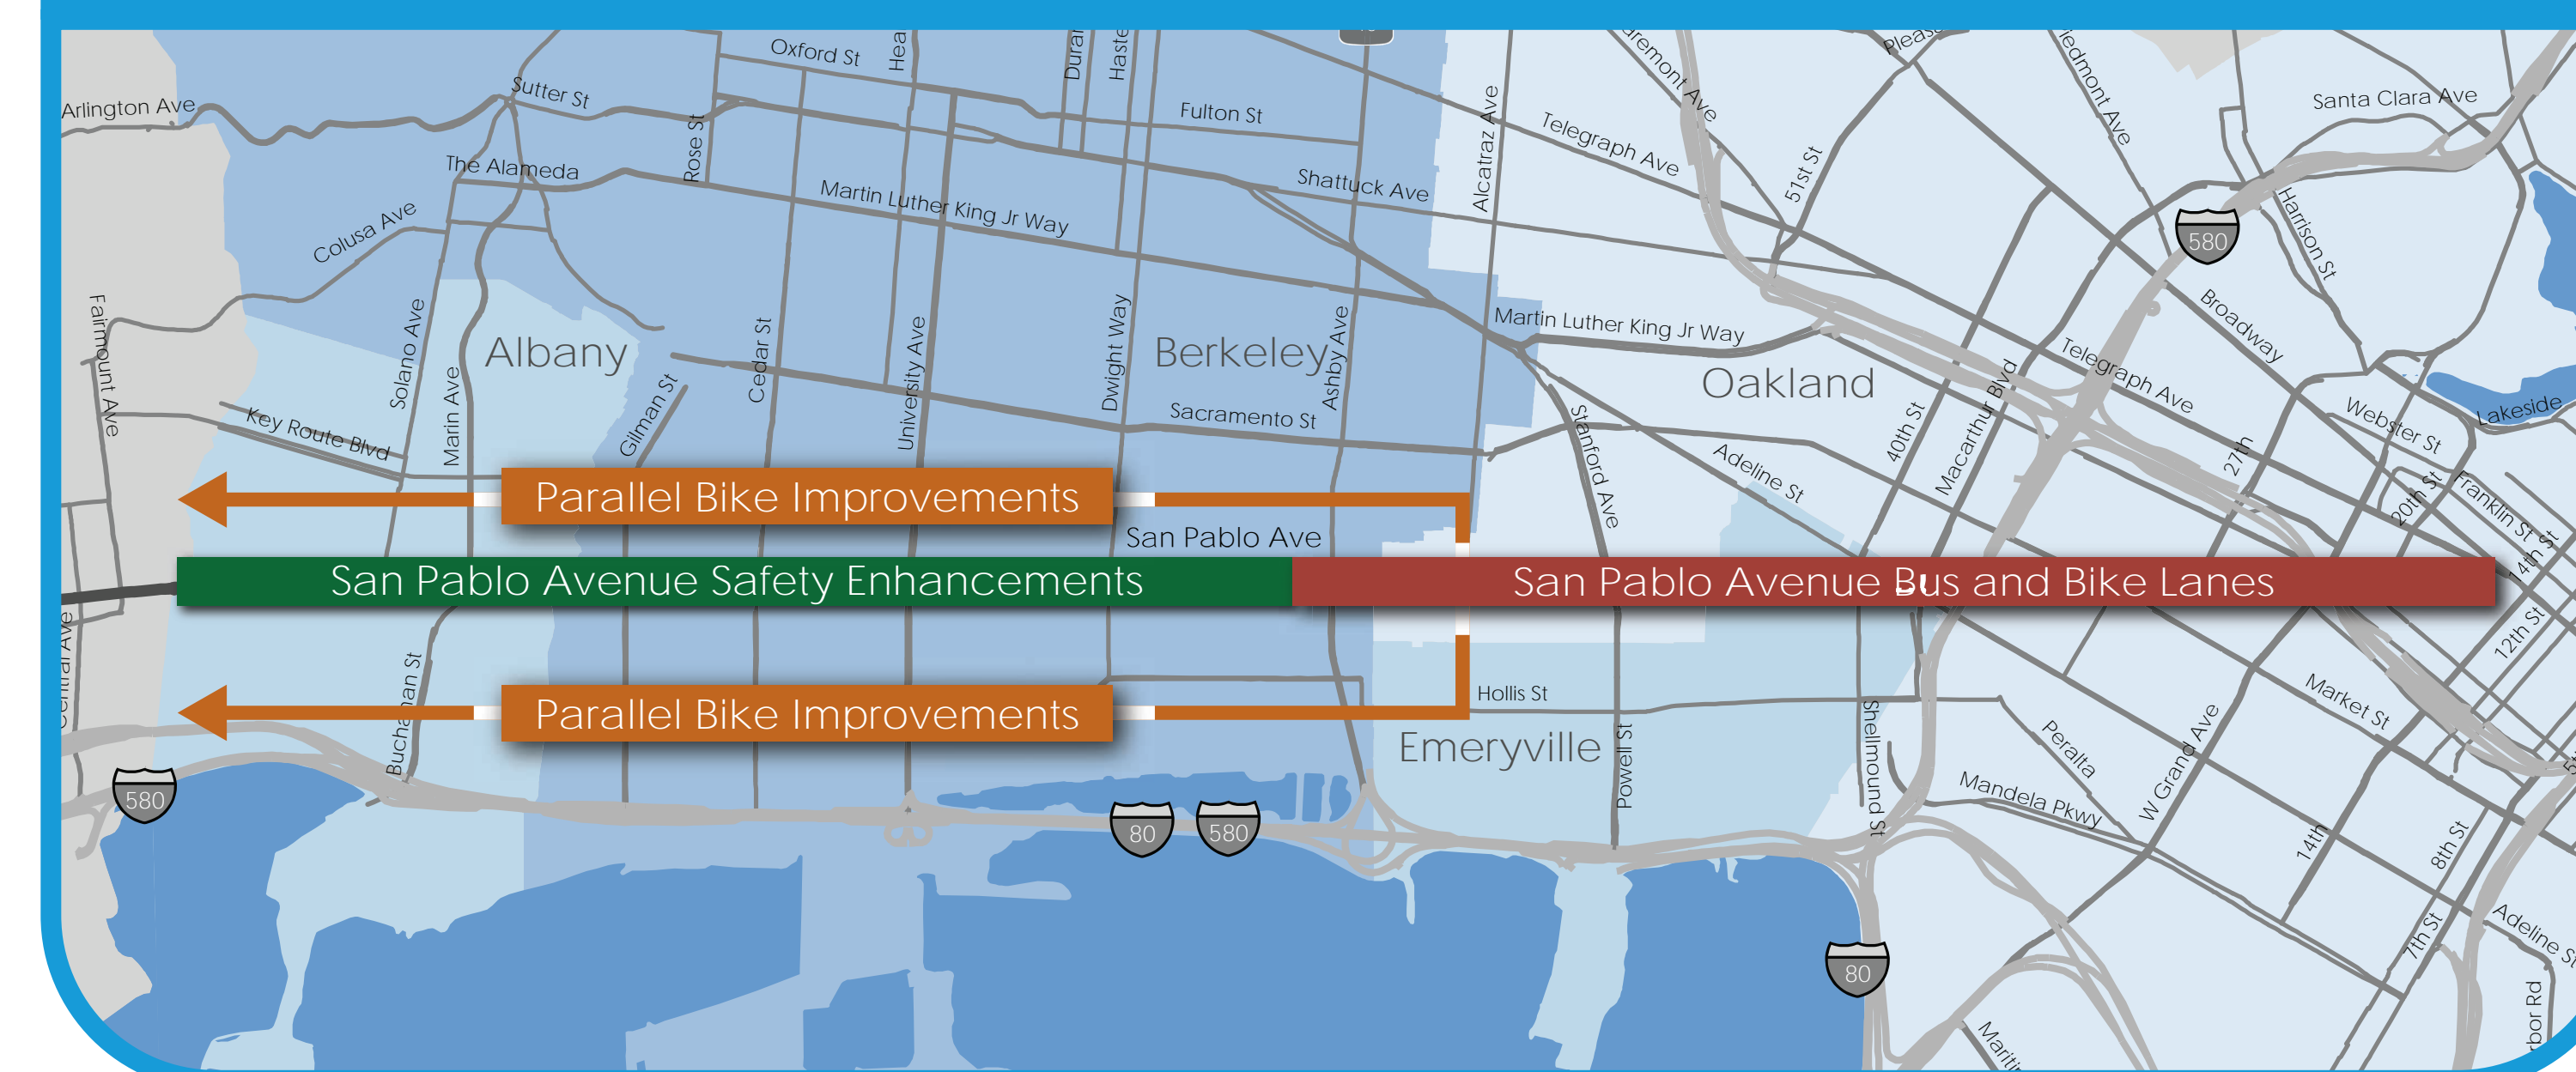 Oxford St
Sutter St
Arlington Ave
Fulton St
Santa Clara Ave
Rose St
Alcatraz Ave
Telegraph Ave
51st St
The Alameda
Shattuck Ave
Martin Luther King Jr Way
Colusa Ave
580
Harrison St
Fairmount Ave
Solano Ave
Albany
Cedar St
University Ave
Dwight Way
Berkeley
Ashby Ave
Martin Luther King Jr Way
Broadway
Telegraph Ave
Oakland
Marin Ave
Gilman St
Sacramento St
Key Route Blvd
Stanford Ave
Adeline St
40th St
Macarthur Blvd
27th
Webster St
Lakeside
20th St
Franklin St
14th St
Parallel Bike Improvements
San Pablo Ave
San Pablo Avenue Safety Enhancements
San Pablo Avenue Bus and Bike Lanes
12th St
Buchanan St
Parallel Bike Improvements
Hollis St
Emeryville
Powell St
Shellmound St
Peralta
Mandela Pkwy
W Grand Ave
Market St
580
80
580
14th
8th St
7th St
Adeline St
80